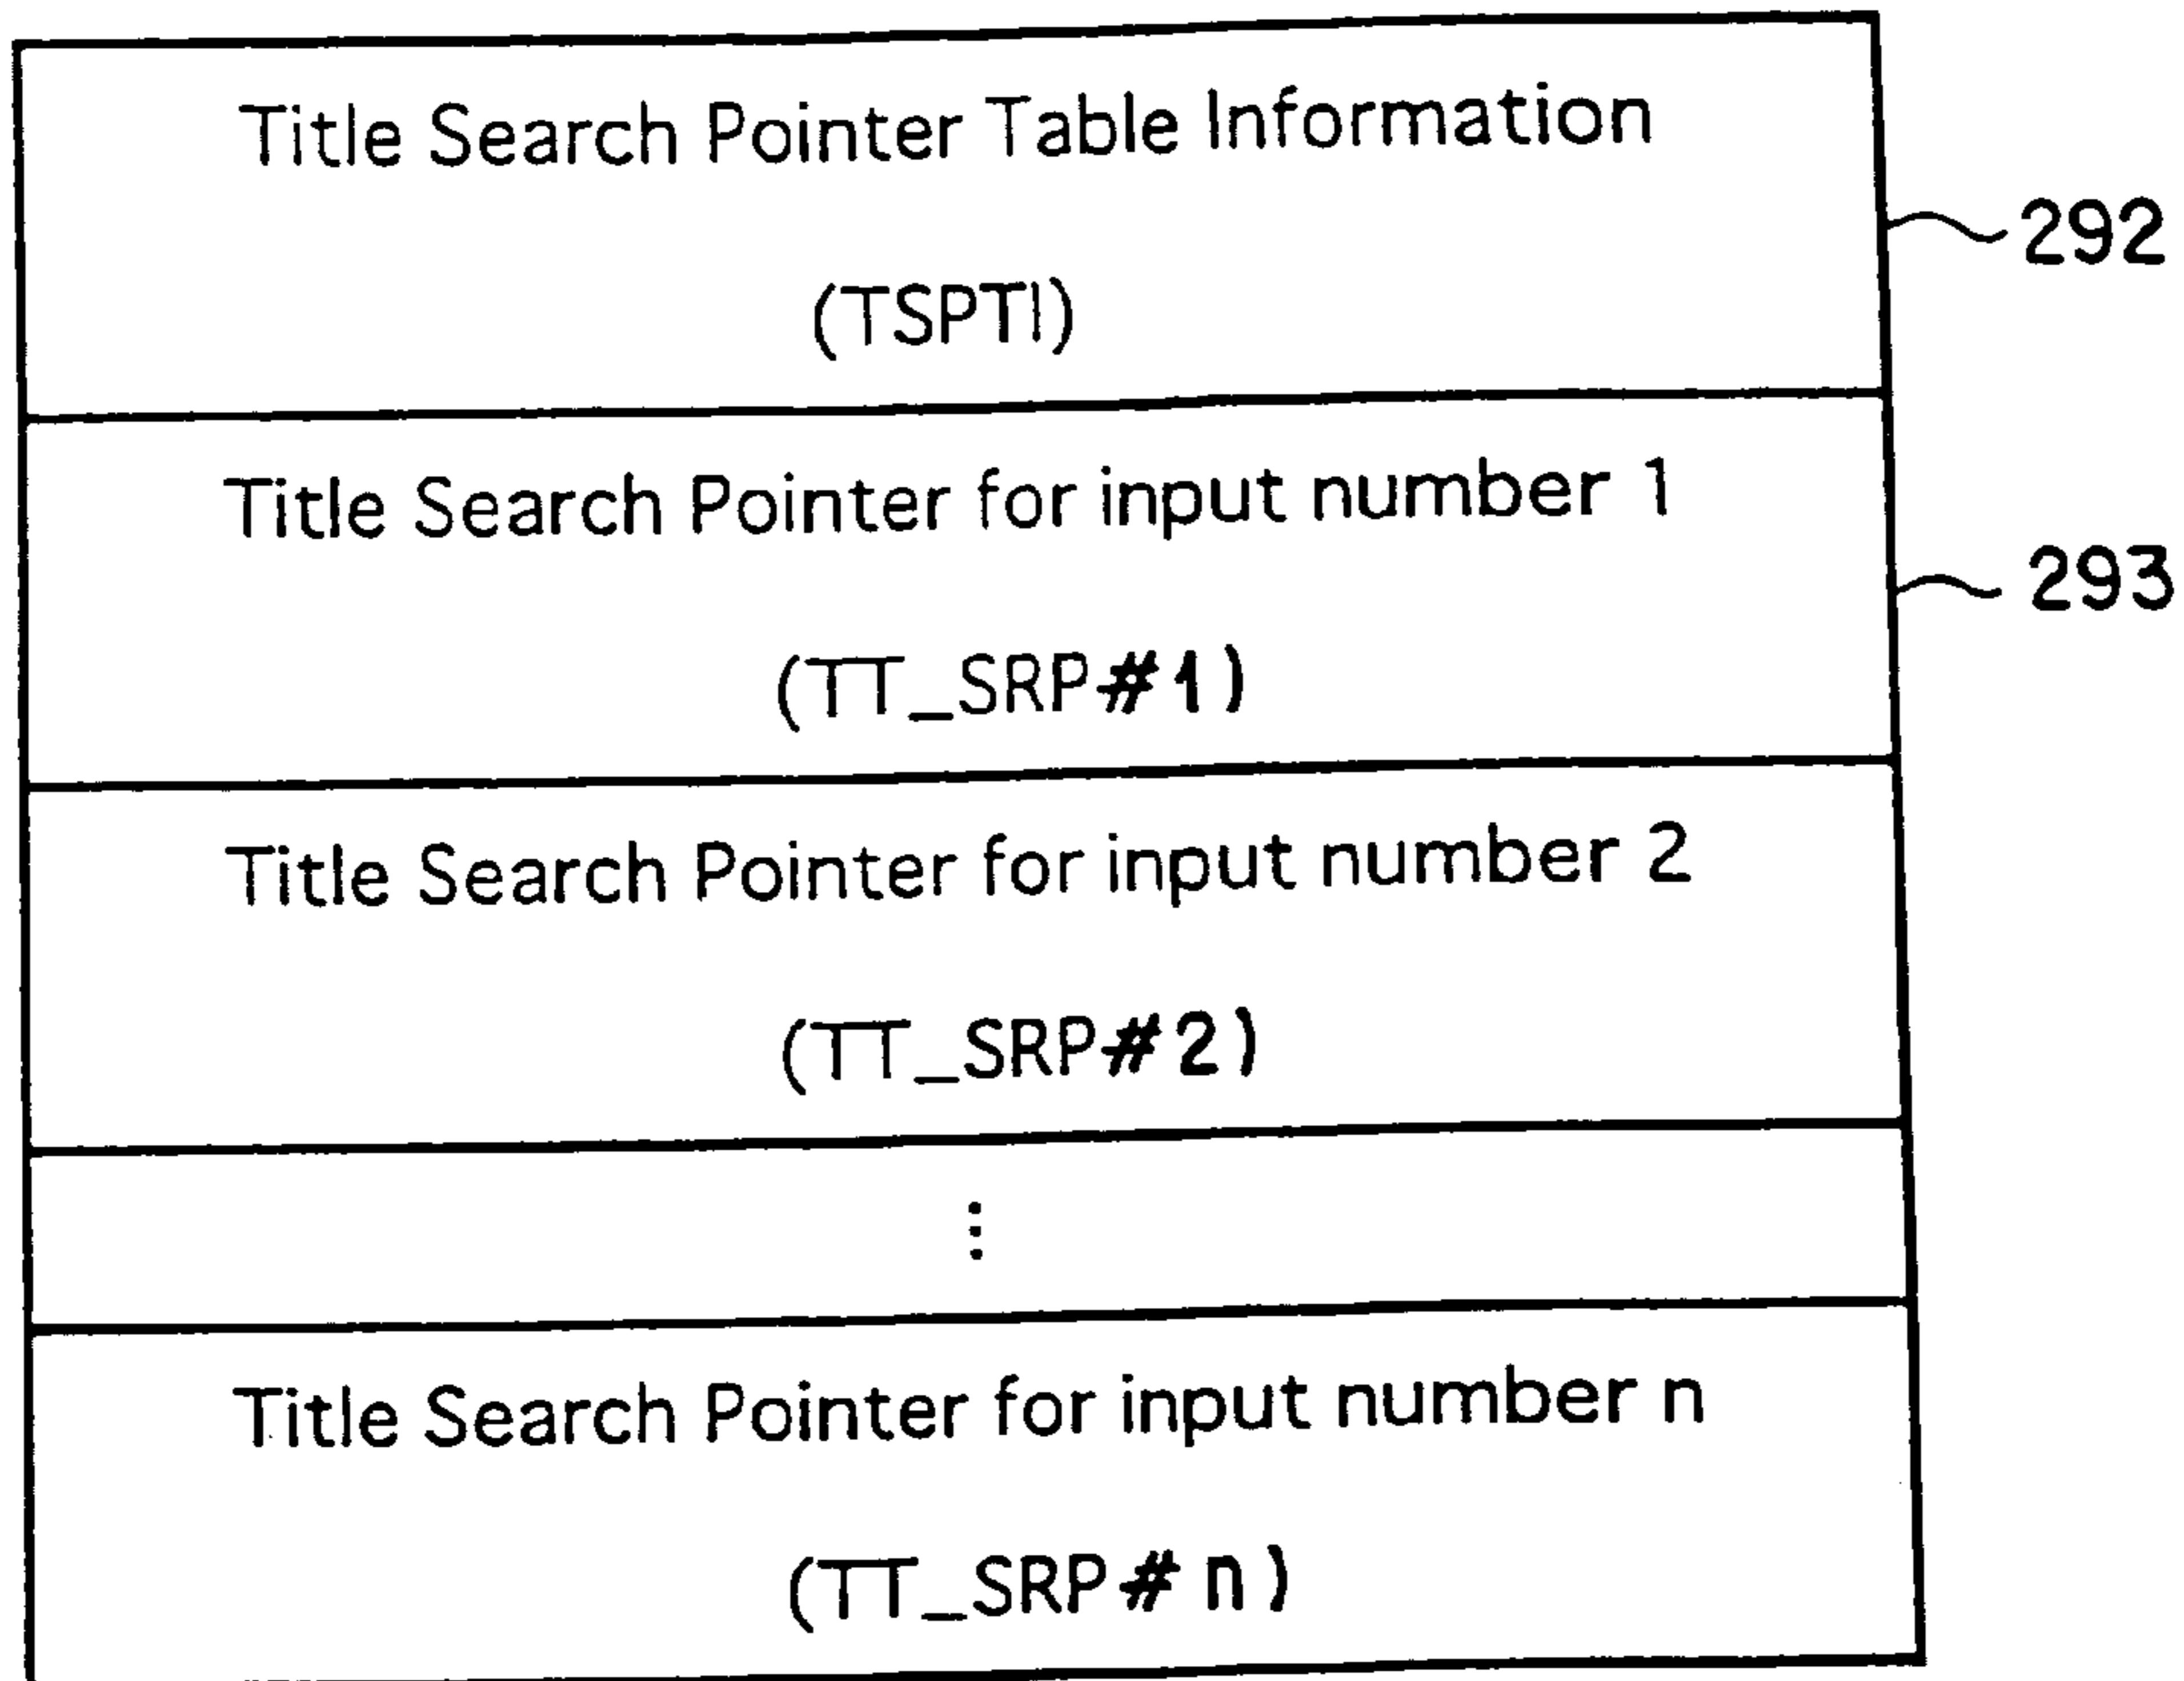 Title Search Pointer Table Information
(TSPTI)
292
Title Search Pointer for input number 1
(TT_SRP#1)
293
Title Search Pointer for input number 2
(TT_SRP#2)
⋮
Title Search Pointer for input number n
(TT_SRP#n)